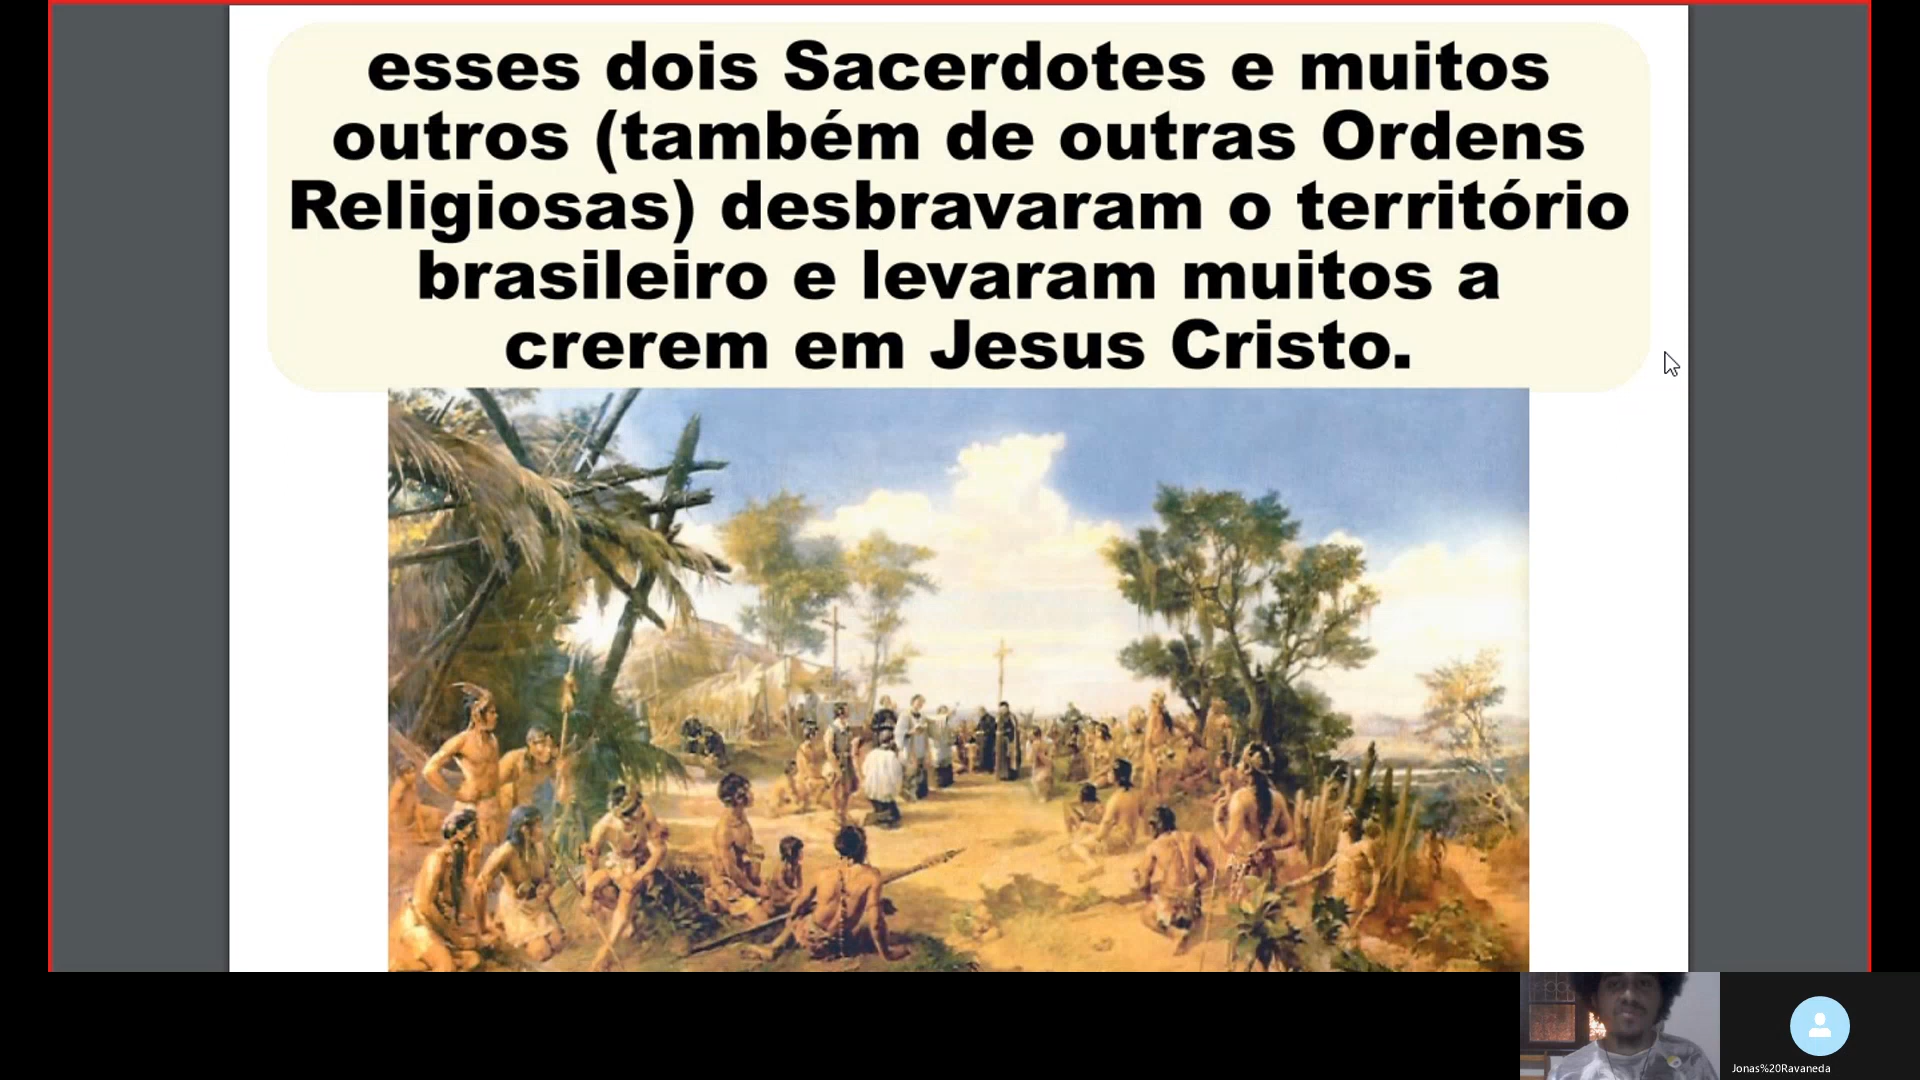 esses dois Sacerdotes e muitos
outros (também de outras Ordens
Religiosas) desbravaram o território
brasileiro e levaram muitos a
crerem em Jesus Cristo.
Jonas%20Ravaneda